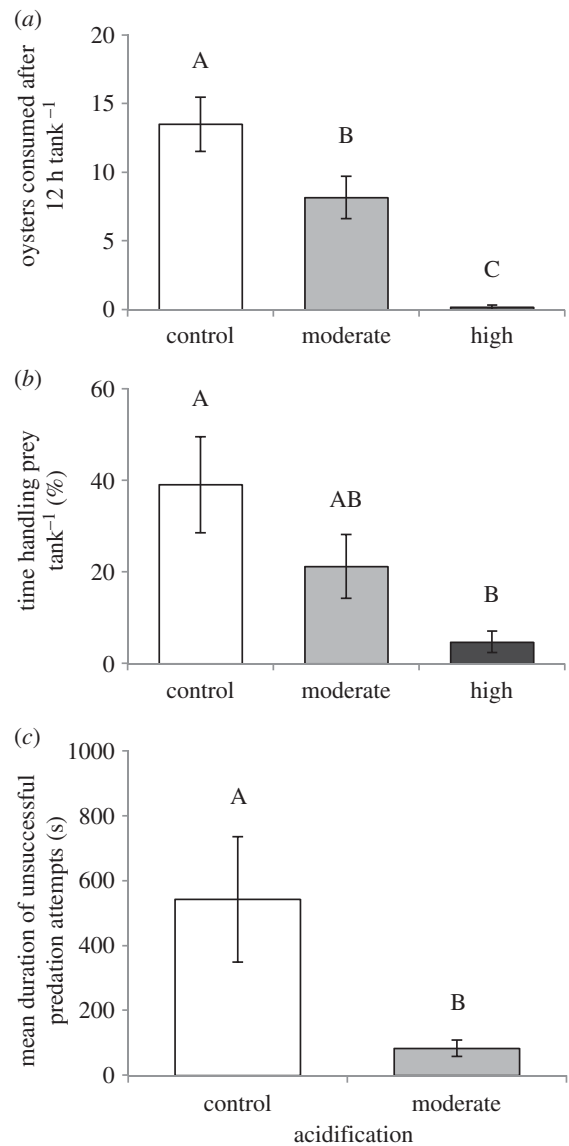 (a)
oysters consumed after
12 h tank⁻¹
20
15
10
5
0
A
B
C
control moderate high
(b)
time handling prey
tank⁻¹ (%)
60
40
20
0
A
AB
B
control moderate high
(c)
mean duration of unsuccessful
predation attempts (s)
1000
800
600
400
200
0
A
B
control moderate
acidification